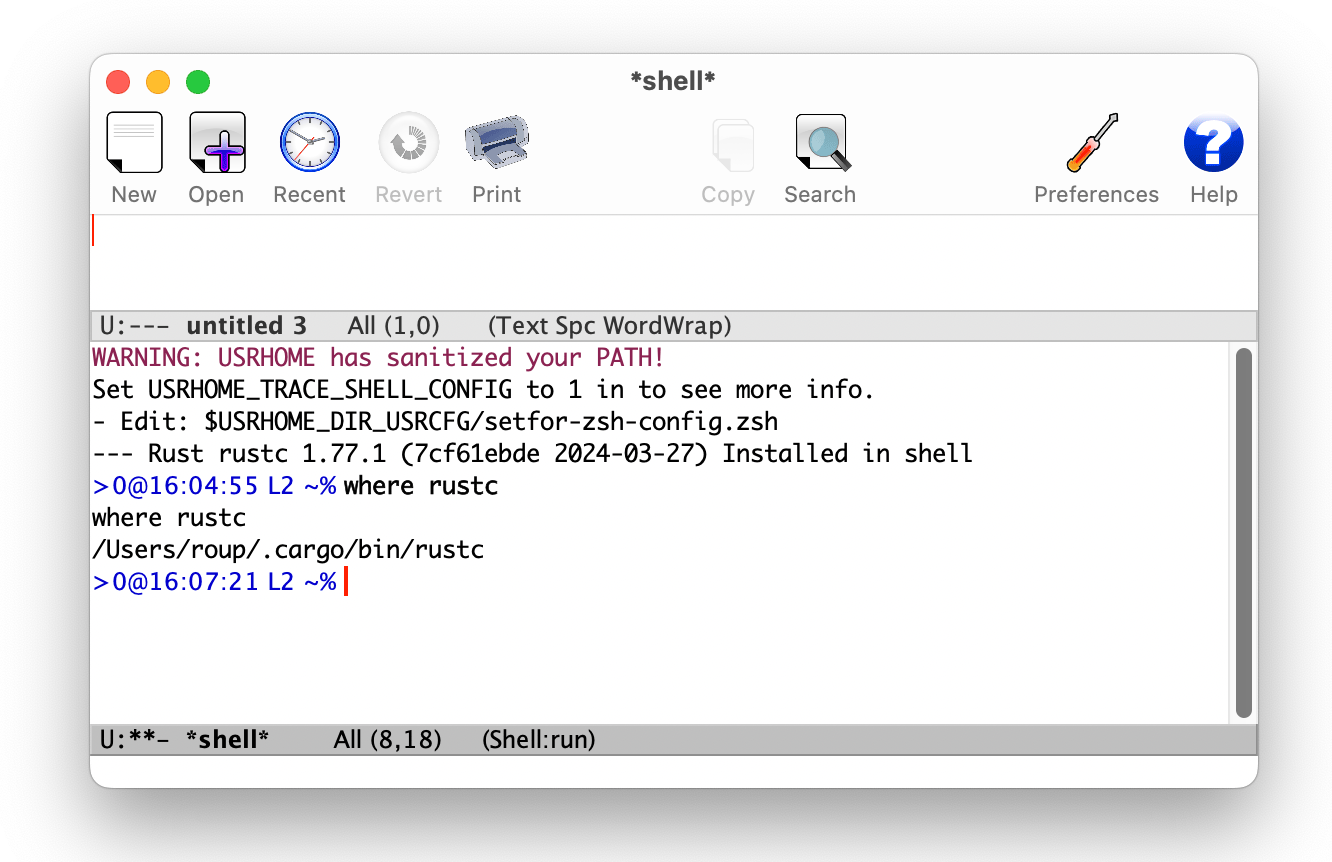 *shell*
New Open Recent Revert Print Copy Search Preferences Help
U:--- untitled 3 All (1,0) (Text Spc WordWrap)
WARNING: USRHOME has sanitized your PATH!
Set USRHOME_TRACE_SHELL_CONFIG to 1 in to see more info.
- Edit: $USRHOME_DIR_USRCFG/setfor-zsh-config.zsh
--- Rust rustc 1.77.1 (7cf61ebde 2024-03-27) Installed in shell
>0@16:04:55 L2 ~% where rustc
where rustc
/Users/roup/.cargo/bin/rustc
>0@16:07:21 L2 ~%
U:**- *shell* All (8,18) (Shell:run)